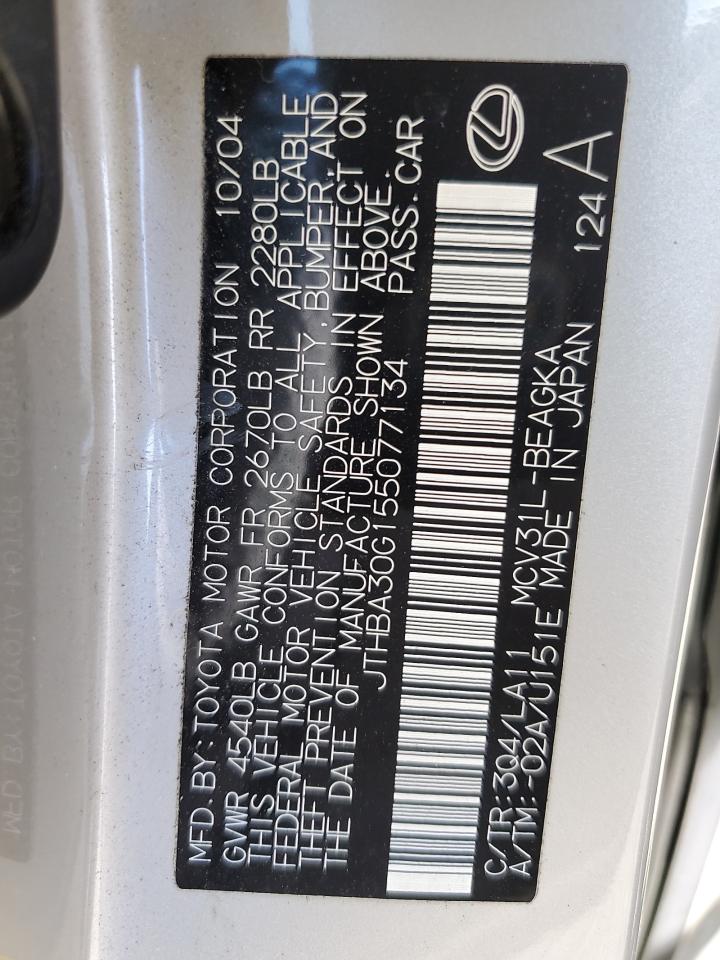 MFD. BY: TOYOTA MOTOR CORPORATION 10/04
GVWR 4540LB GAWR FR 2670LB RR 2280LB
THIS VEHICLE CONFORMS TO ALL APPLICABLE
FEDERAL MOTOR VEHICLE SAFETY, BUMPER, AND
THEFT PREVENTION STANDARDS IN EFFECT ON
THE DATE OF MANUFACTURE SHOWN ABOVE.
JTHBA30G155077134 PASS. CAR
C/TR: 3Q4/LA11 MCV31L-BEAGKA
A/TM: -02A/U151E MADE IN JAPAN
124 A